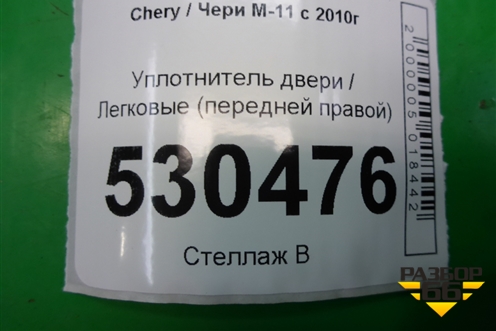 Chery / Чери М-11 с 2010г
Уплотнитель двери /
Легковые (передней правой)
530476
Стеллаж В
2000005018442
РАЗБОР
66